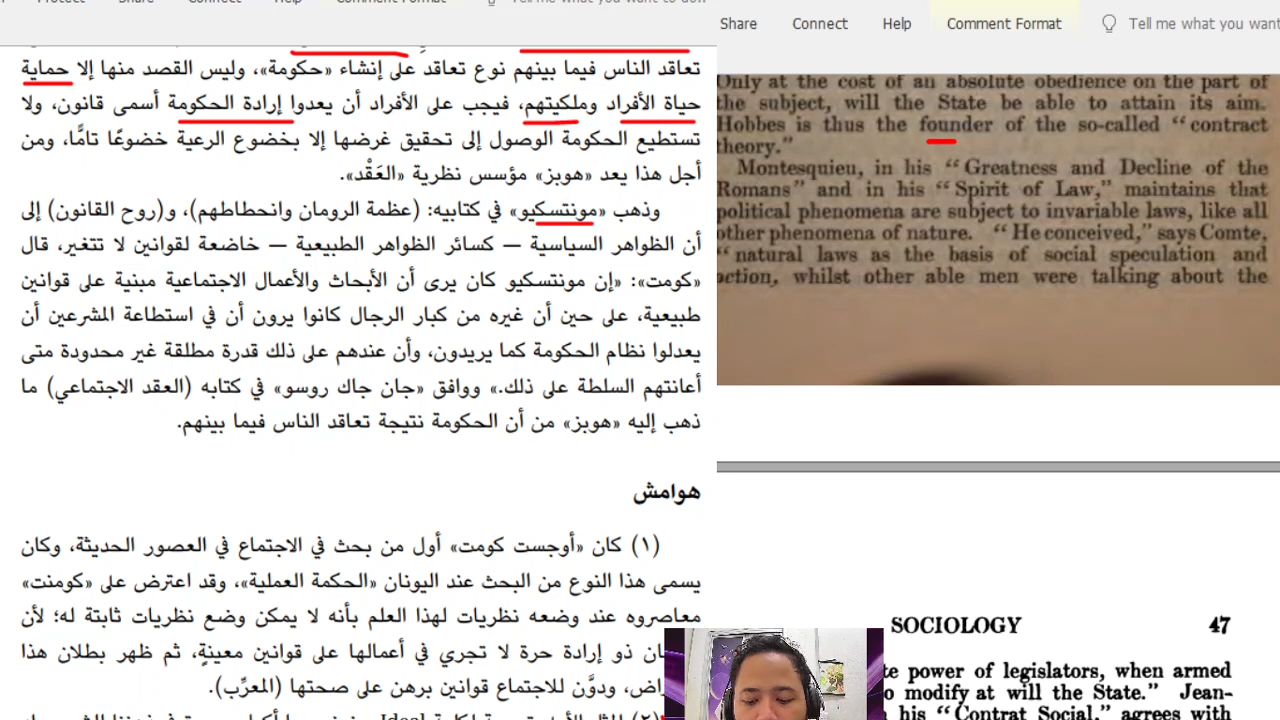 Protect
Share
Connect
Help
Comment Format
Tell me what you want to do..
تعاقد الناس فيما بينهم نوع تعاقد على إنشاء «حكومة»، وليس القصد منها إلا حماية
حياة الأفراد وملكيتهم، فيجب على الأفراد أن يعدوا إرادة الحكومة أسمى قانون، ولا
تستطيع الحكومة الوصول إلى تحقيق غرضها إلا بخضوع الرعية خضوعًا تامًّا، ومن
أجل هذا يعد «هوبز» مؤسس نظرية «العَقْد».
وذهب «مونتسكيو» في كتابيه: (عظمة الرومان وانحطاطهم)، و(روح القانون) إلى
أن الظواهر السياسية — كسائر الظواهر الطبيعية — خاضعة لقوانين لا تتغير، قال
«كومت»: «إن مونتسكيو كان يرى أن الأبحاث والأعمال الاجتماعية مبنية على قوانين
طبيعية، على حين أن غيره من كبار الرجال كانوا يرون أن في استطاعة المشرعين أن
يعدلوا نظام الحكومة كما يريدون، وأن عندهم على ذلك قدرة مطلقة غير محدودة متى
أعانتهم السلطة على ذلك.» ووافق «جان جاك روسو» في كتابه (العقد الاجتماعي) ما
ذهب إليه «هوبز» من أن الحكومة نتيجة تعاقد الناس فيما بينهم.
هوامش
(١) كان «أوجست كومت» أول من بحث في الاجتماع في العصور الحديثة، وكان
يسمى هذا النوع من البحث عند اليونان «الحكمة العملية»، وقد اعترض على «كومنت»
معاصروه عند وضعه نظريات لهذا العلم بأنه لا يمكن وضع نظريات ثابتة له؛ لأن
ذو إرادة حرة لا تجري في أعمالها على قوانين معينةٍ، ثم ظهر بطلان هذا
ودوَّن للاجتماع قوانين برهن على صحتها (المعرِّب).
Share
Connect
Help
Comment Format
Tell me what you want
Only at the cost of an absolute obedience on the part of
the subject, will the State be able to attain its aim.
Hobbes is thus the founder of the so-called “contract
theory.”
Montesquieu, in his “Greatness and Decline of the
Romans” and in his “Spirit of Law,” maintains that
political phenomena are subject to invariable laws, like all
other phenomena of nature. “He conceived,” says Comte,
“natural laws as the basis of social speculation and
action, whilst other able men were talking about the
SOCIOLOGY 47
power of legislators, when armed
to modify at will the State.” Jean-
his “Contrat Social,” agrees with